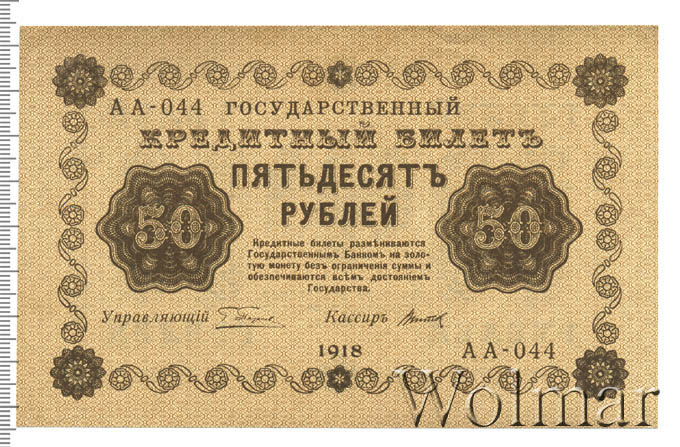 АА-044 ГОСУДАРСТВЕННЫЙ
КРЕДИТНЫЙ БИЛЕТЪ
ПЯТЬДЕСЯТЪ
РУБЛЕЙ
50
50
Кредитные билеты размѣниваются
Государственнымъ Банкомъ на золо-
тую монету безъ ограниченія суммы и
обезпечиваются всѣмъ достояніемъ
Государства.
Управляющій
Кассиръ
1918
АА-044
Wolmar